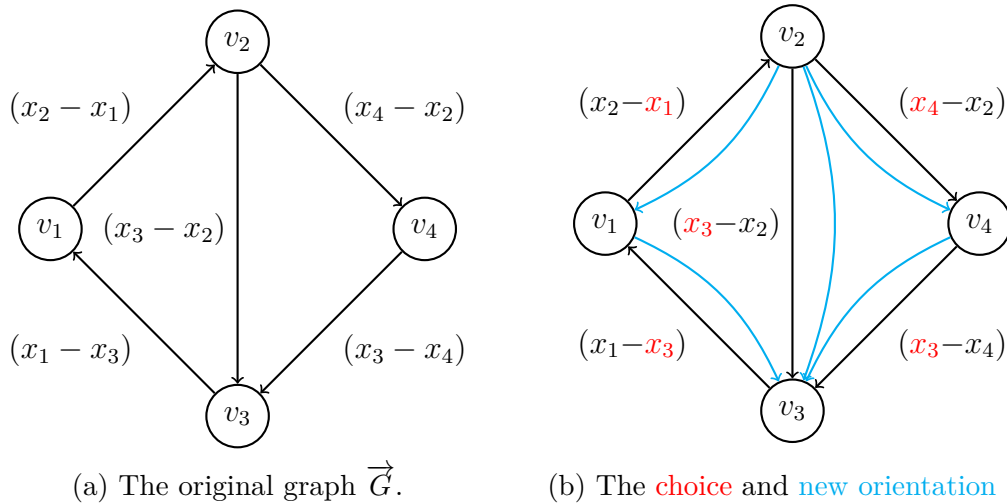 v₂
(x₂ − x₁)
(x₄ − x₂)
v₁
(x₃ − x₂)
v₄
(x₁ − x₃)
(x₃ − x₄)
v₃
(a) The original graph $\overrightarrow{G}$.
v₂
(x₂−x₁)
(x₄−x₂)
v₁
(x₃−x₂)
v₄
(x₁−x₃)
(x₃−x₄)
v₃
(b) The choice and new orientation